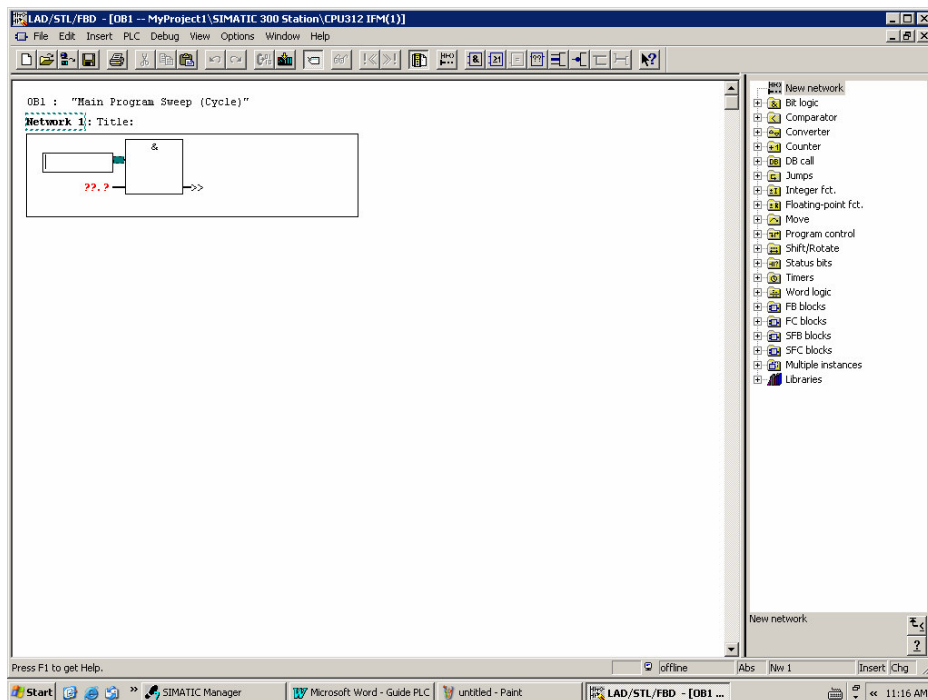 LAD/STL/FBD - [OB1 -- MyProject1\SIMATIC 300 Station\CPU312 IFM(1)]
File Edit Insert PLC Debug View Options Window Help
OB1 : "Main Program Sweep (Cycle)"
Network 1: Title:
&
??.?
>>
New network
Bit logic
Comparator
Converter
Counter
DB call
Jumps
Integer fct.
Floating-point fct.
Move
Program control
Shift/Rotate
Status bits
Timers
Word logic
FB blocks
FC blocks
SFB blocks
SFC blocks
Multiple instances
Libraries
New network
Press F1 to get Help.
offline
Abs
Nw 1
Insert
Chg
Start
»
SIMATIC Manager
Microsoft Word - Guide PLC
untitled - Paint
LAD/STL/FBD - [OB1 ...
«
11:16 AM